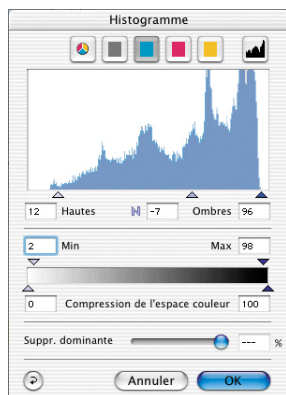 Histogramme
12 Hautes -7 Ombres 96
2 Min Max 98
0 Compression de l'espace couleur 100
Suppr. dominante --- %
Annuler OK